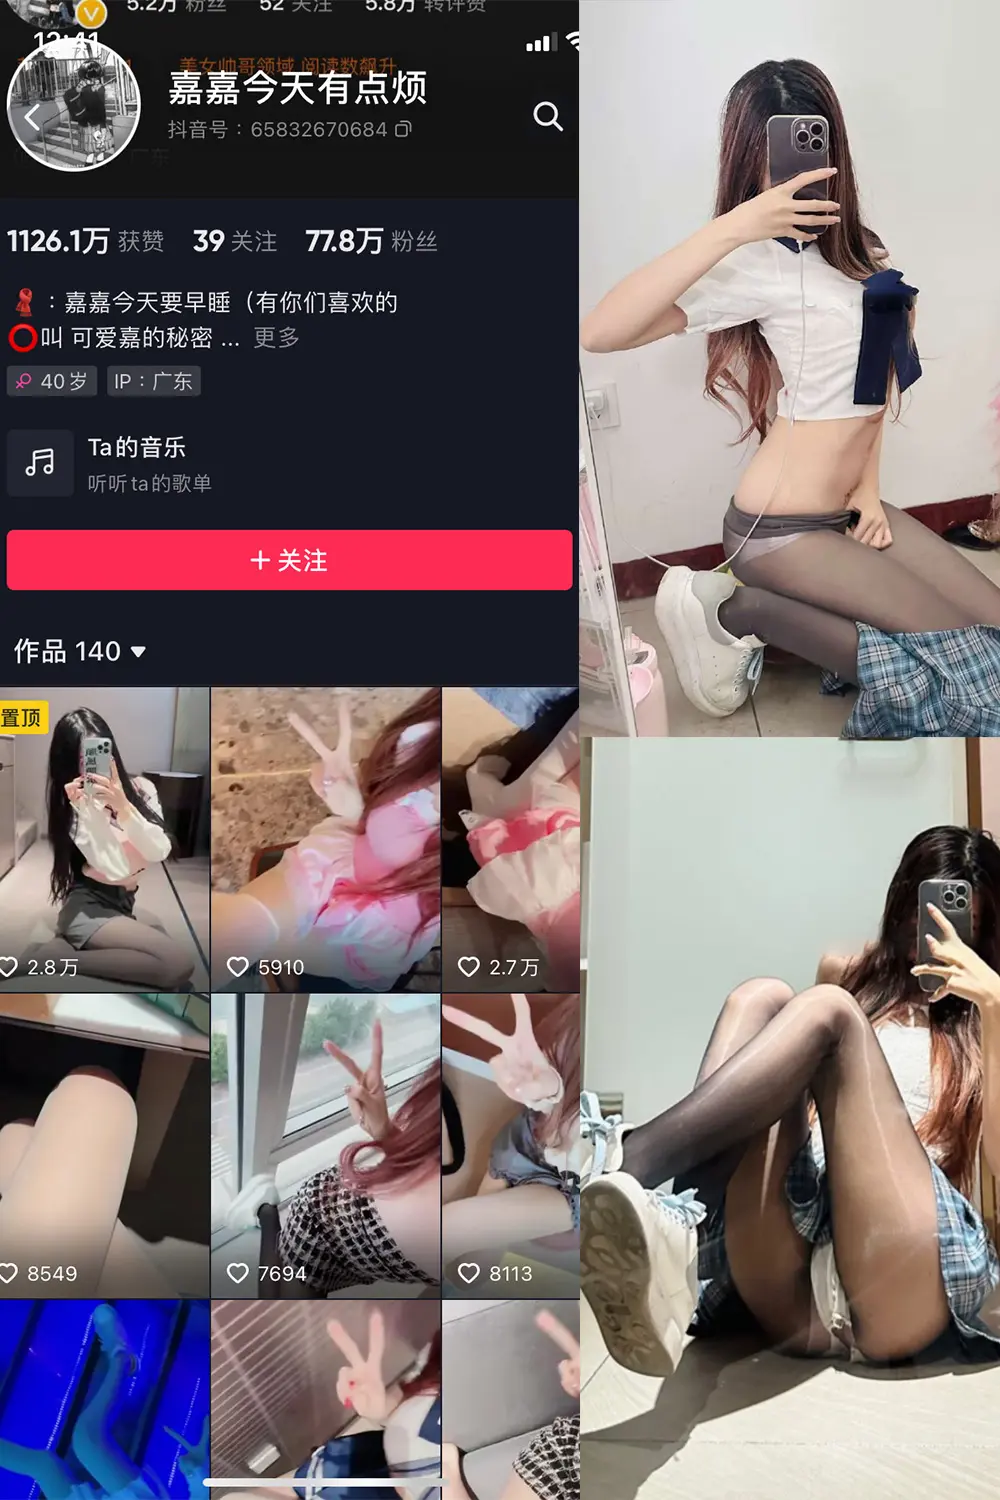 5.2万 粉丝 52 关注 5.8万 转评赞
12:41
美女帅哥领域 阅读数飙升
嘉嘉今天有点烦
抖音号：65832670684
1126.1万 获赞 39 关注 77.8万 粉丝
：嘉嘉今天要早睡（有你们喜欢的
叫 可爱嘉的秘密 ... 更多
40岁 IP：广东
Ta的音乐
听听ta的歌单
+ 关注
作品 140
置顶
2.8万 5910 2.7万
8549 7694 8113